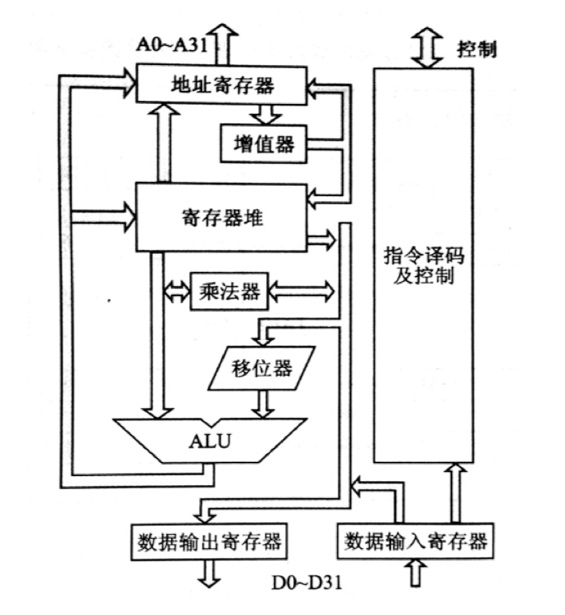 A0~A31
控制
地址寄存器
增值器
寄存器堆
指令译码
及控制
乘法器
移位器
ALU
数据输出寄存器
数据输入寄存器
D0~D31